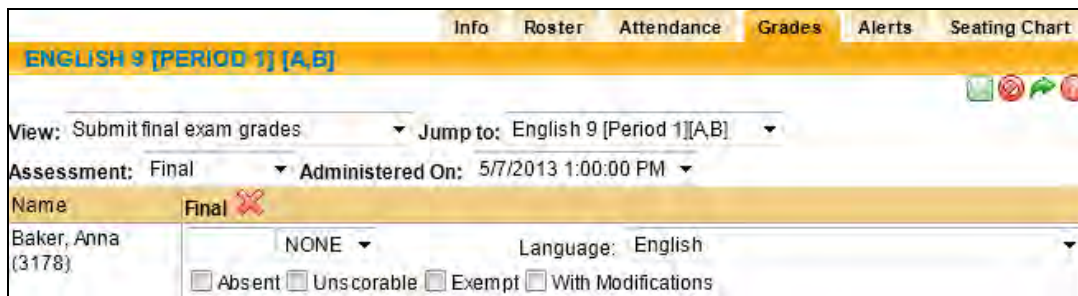 Info Roster Attendance Grades Alerts Seating Chart
ENGLISH 9 [PERIOD 1] [A,B]
View: Submit final exam grades Jump to: English 9 [Period 1][A,B]
Assessment: Final Administered On: 5/7/2013 1:00:00 PM
Name Final
Baker, Anna (3178) NONE Language: English
Absent Unscorable Exempt With Modifications